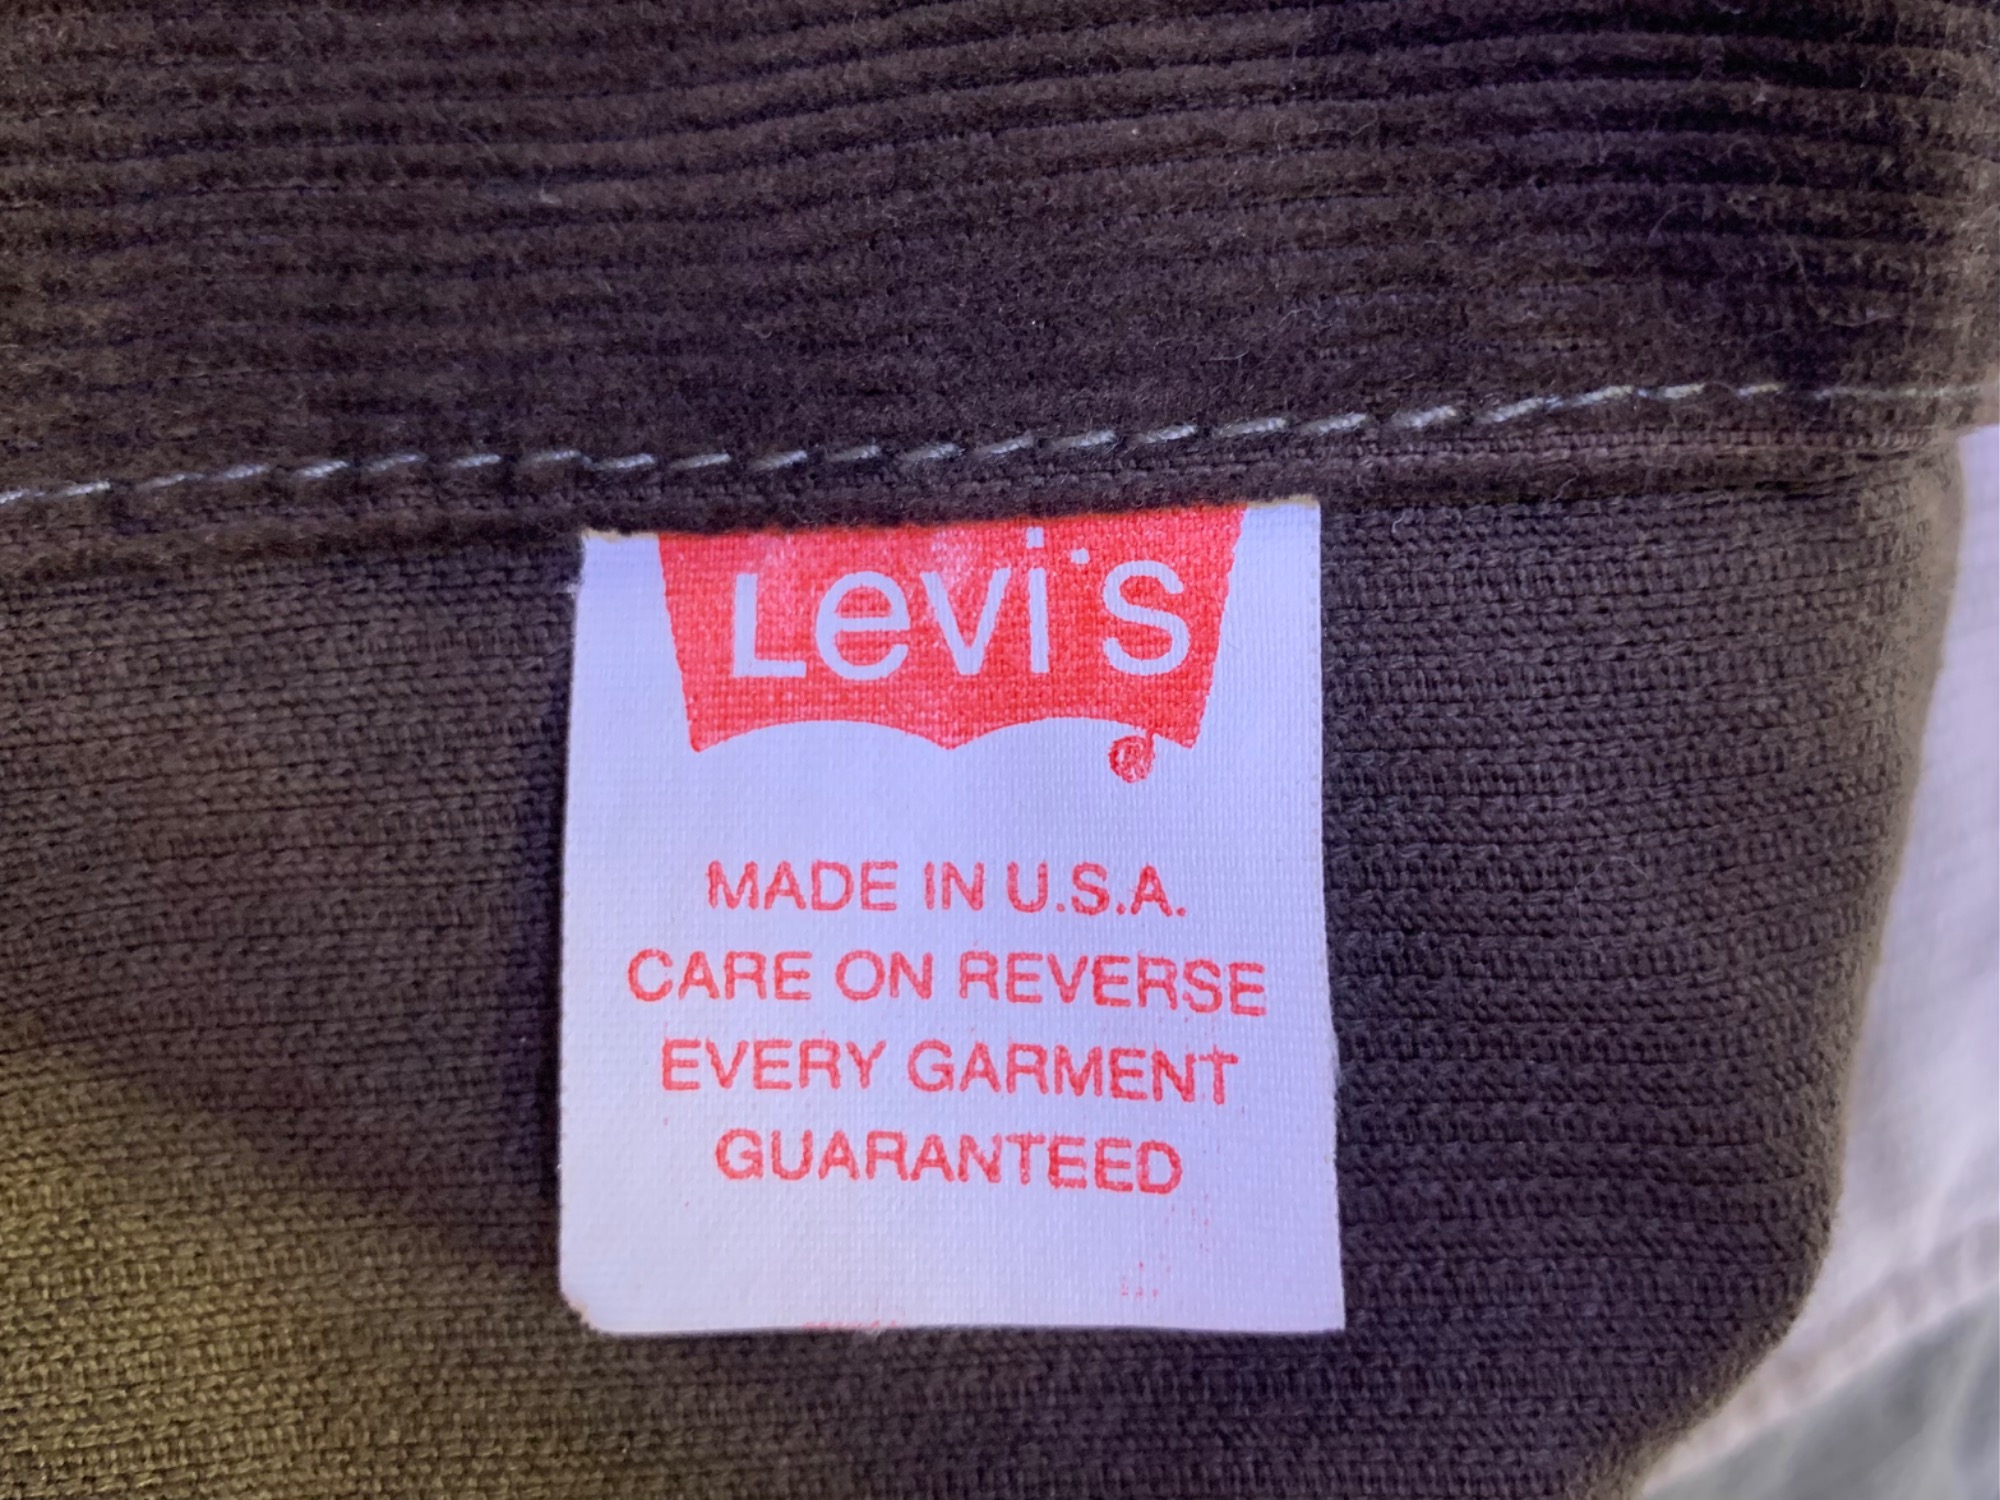 Levi's
®
MADE IN U.S.A.
CARE ON REVERSE
EVERY GARMENT
GUARANTEED